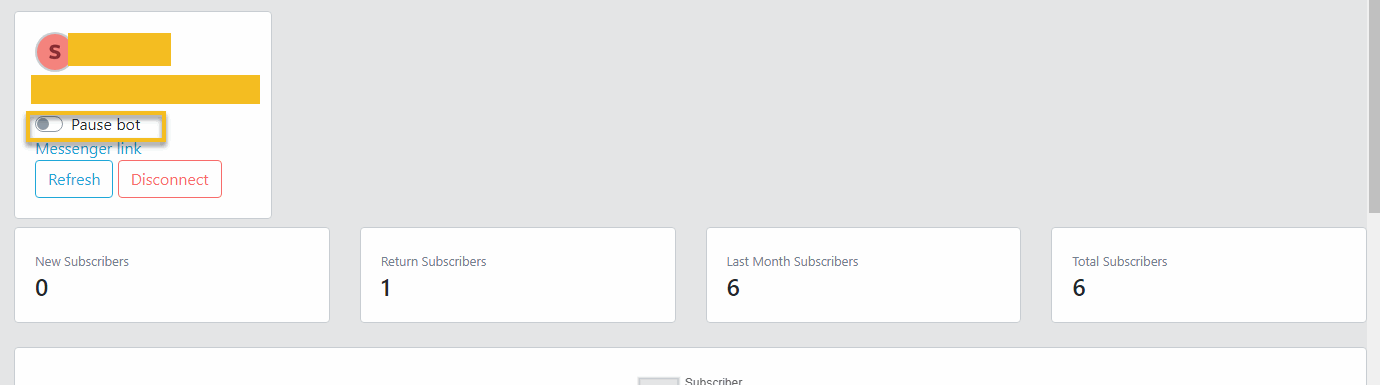 S
Pause bot
Messenger link
Refresh Disconnect
New Subscribers Return Subscribers Last Month Subscribers Total Subscribers
0 1 6 6
Subscriber